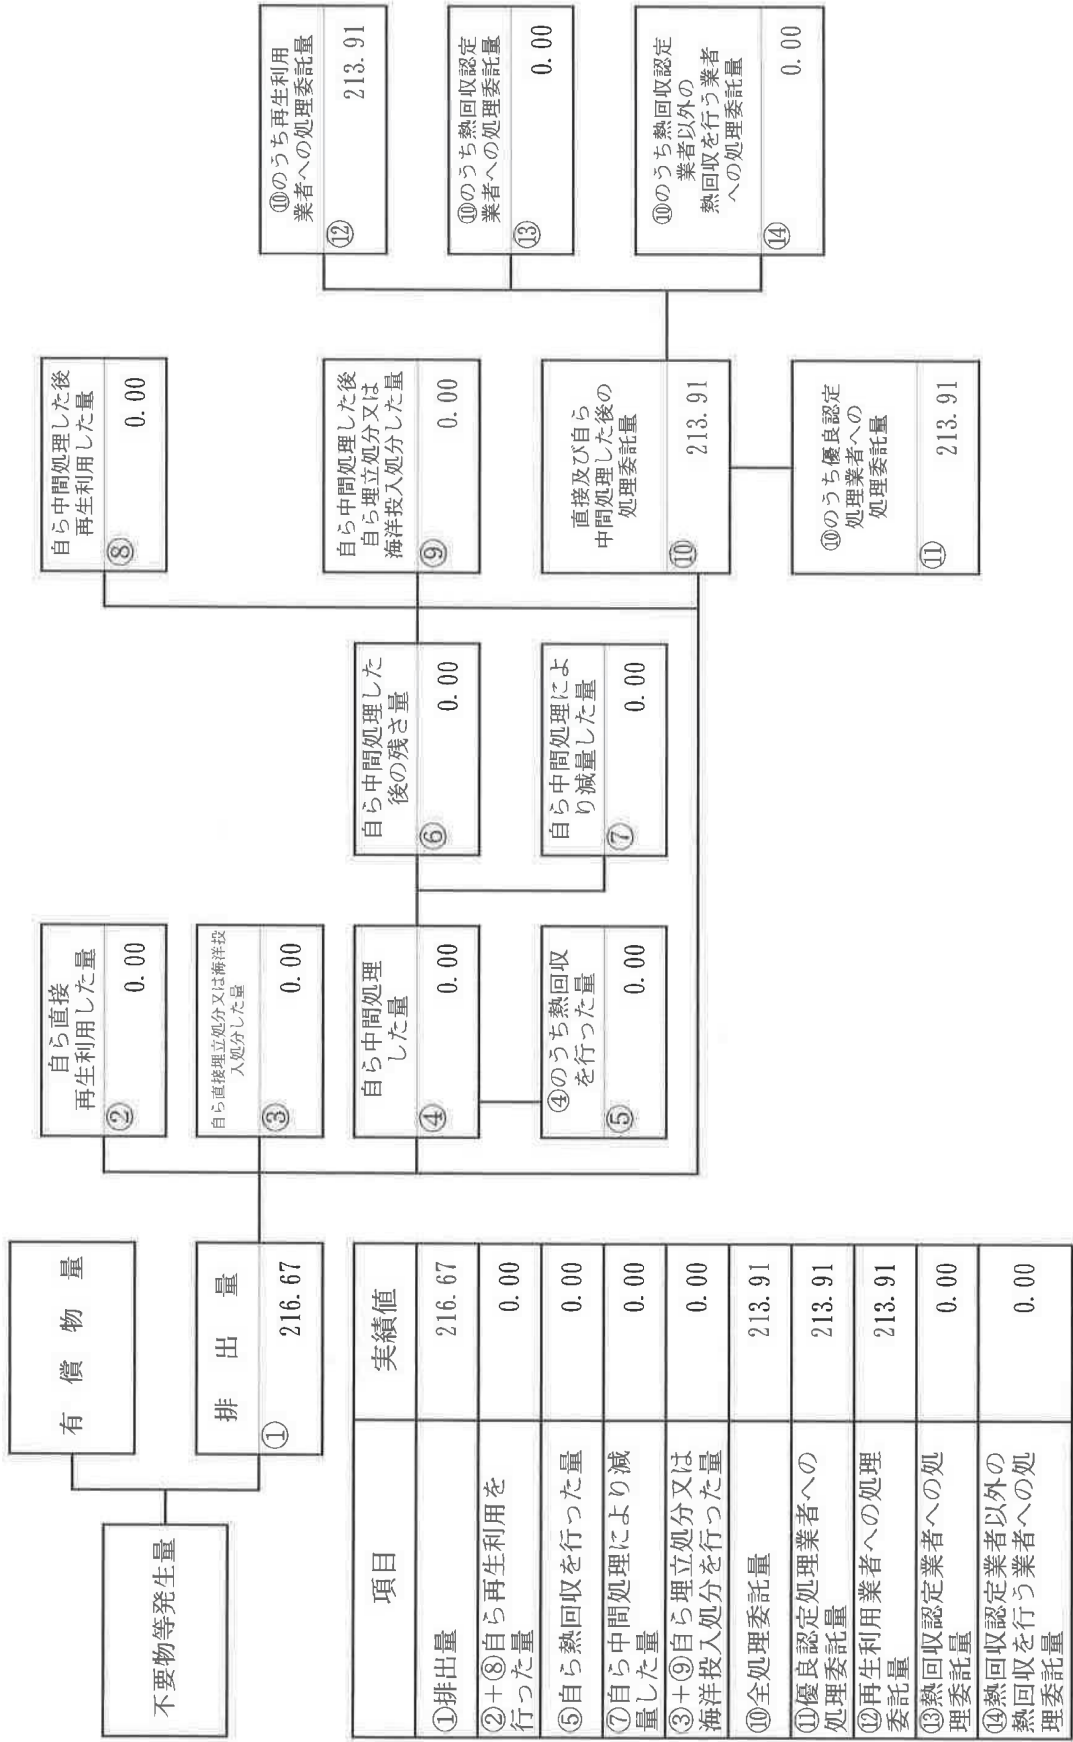 不要物等発生量
有償物量
排出量
① 216.67
自ら直接
再生利用した量
② 0.00
自ら直接埋立処分又は海洋投
入処分した量
③ 0.00
自ら中間処理
した量
④ 0.00
④のうち熱回収
を行った量
⑤ 0.00
自ら中間処理した
後の残さ量
⑥ 0.00
自ら中間処理によ
り減量した量
⑦ 0.00
自ら中間処理した後
再生利用した量
⑧ 0.00
自ら中間処理した後
自ら埋立処分又は
海洋投入処分した量
⑨ 0.00
直接及び自ら
中間処理した後の
処理委託量
⑩ 213.91
⑩のうち優良認定
処理業者への
処理委託量
⑪ 213.91
⑩のうち再生利用
業者への処理委託量
⑫ 213.91
⑩のうち熱回収認定
業者への処理委託量
⑬ 0.00
⑩のうち熱回収認定
業者以外の
熱回収を行う業者
への処理委託量
⑭ 0.00
項目 実績値
①排出量 216.67
②+⑧自ら再生利用を
行った量 0.00
⑤自ら熱回収を行った量 0.00
⑦自ら中間処理により減
量した量 0.00
③+⑨自ら埋立処分又は
海洋投入処分を行った量 0.00
⑩全処理委託量 213.91
⑪優良認定処理業者への
処理委託量 213.91
⑫再生利用業者への処理
委託量 213.91
⑬熱回収認定業者への処
理委託量 0.00
⑭熱回収認定業者以外の
熱回収を行う業者への処
理委託量 0.00